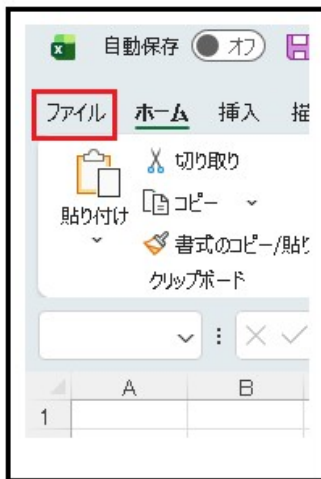 自動保存 オフ
ファイル ホーム 挿入 描
切り取り
コピー
貼り付け
書式のコピー/貼り
クリップボード
A B
1